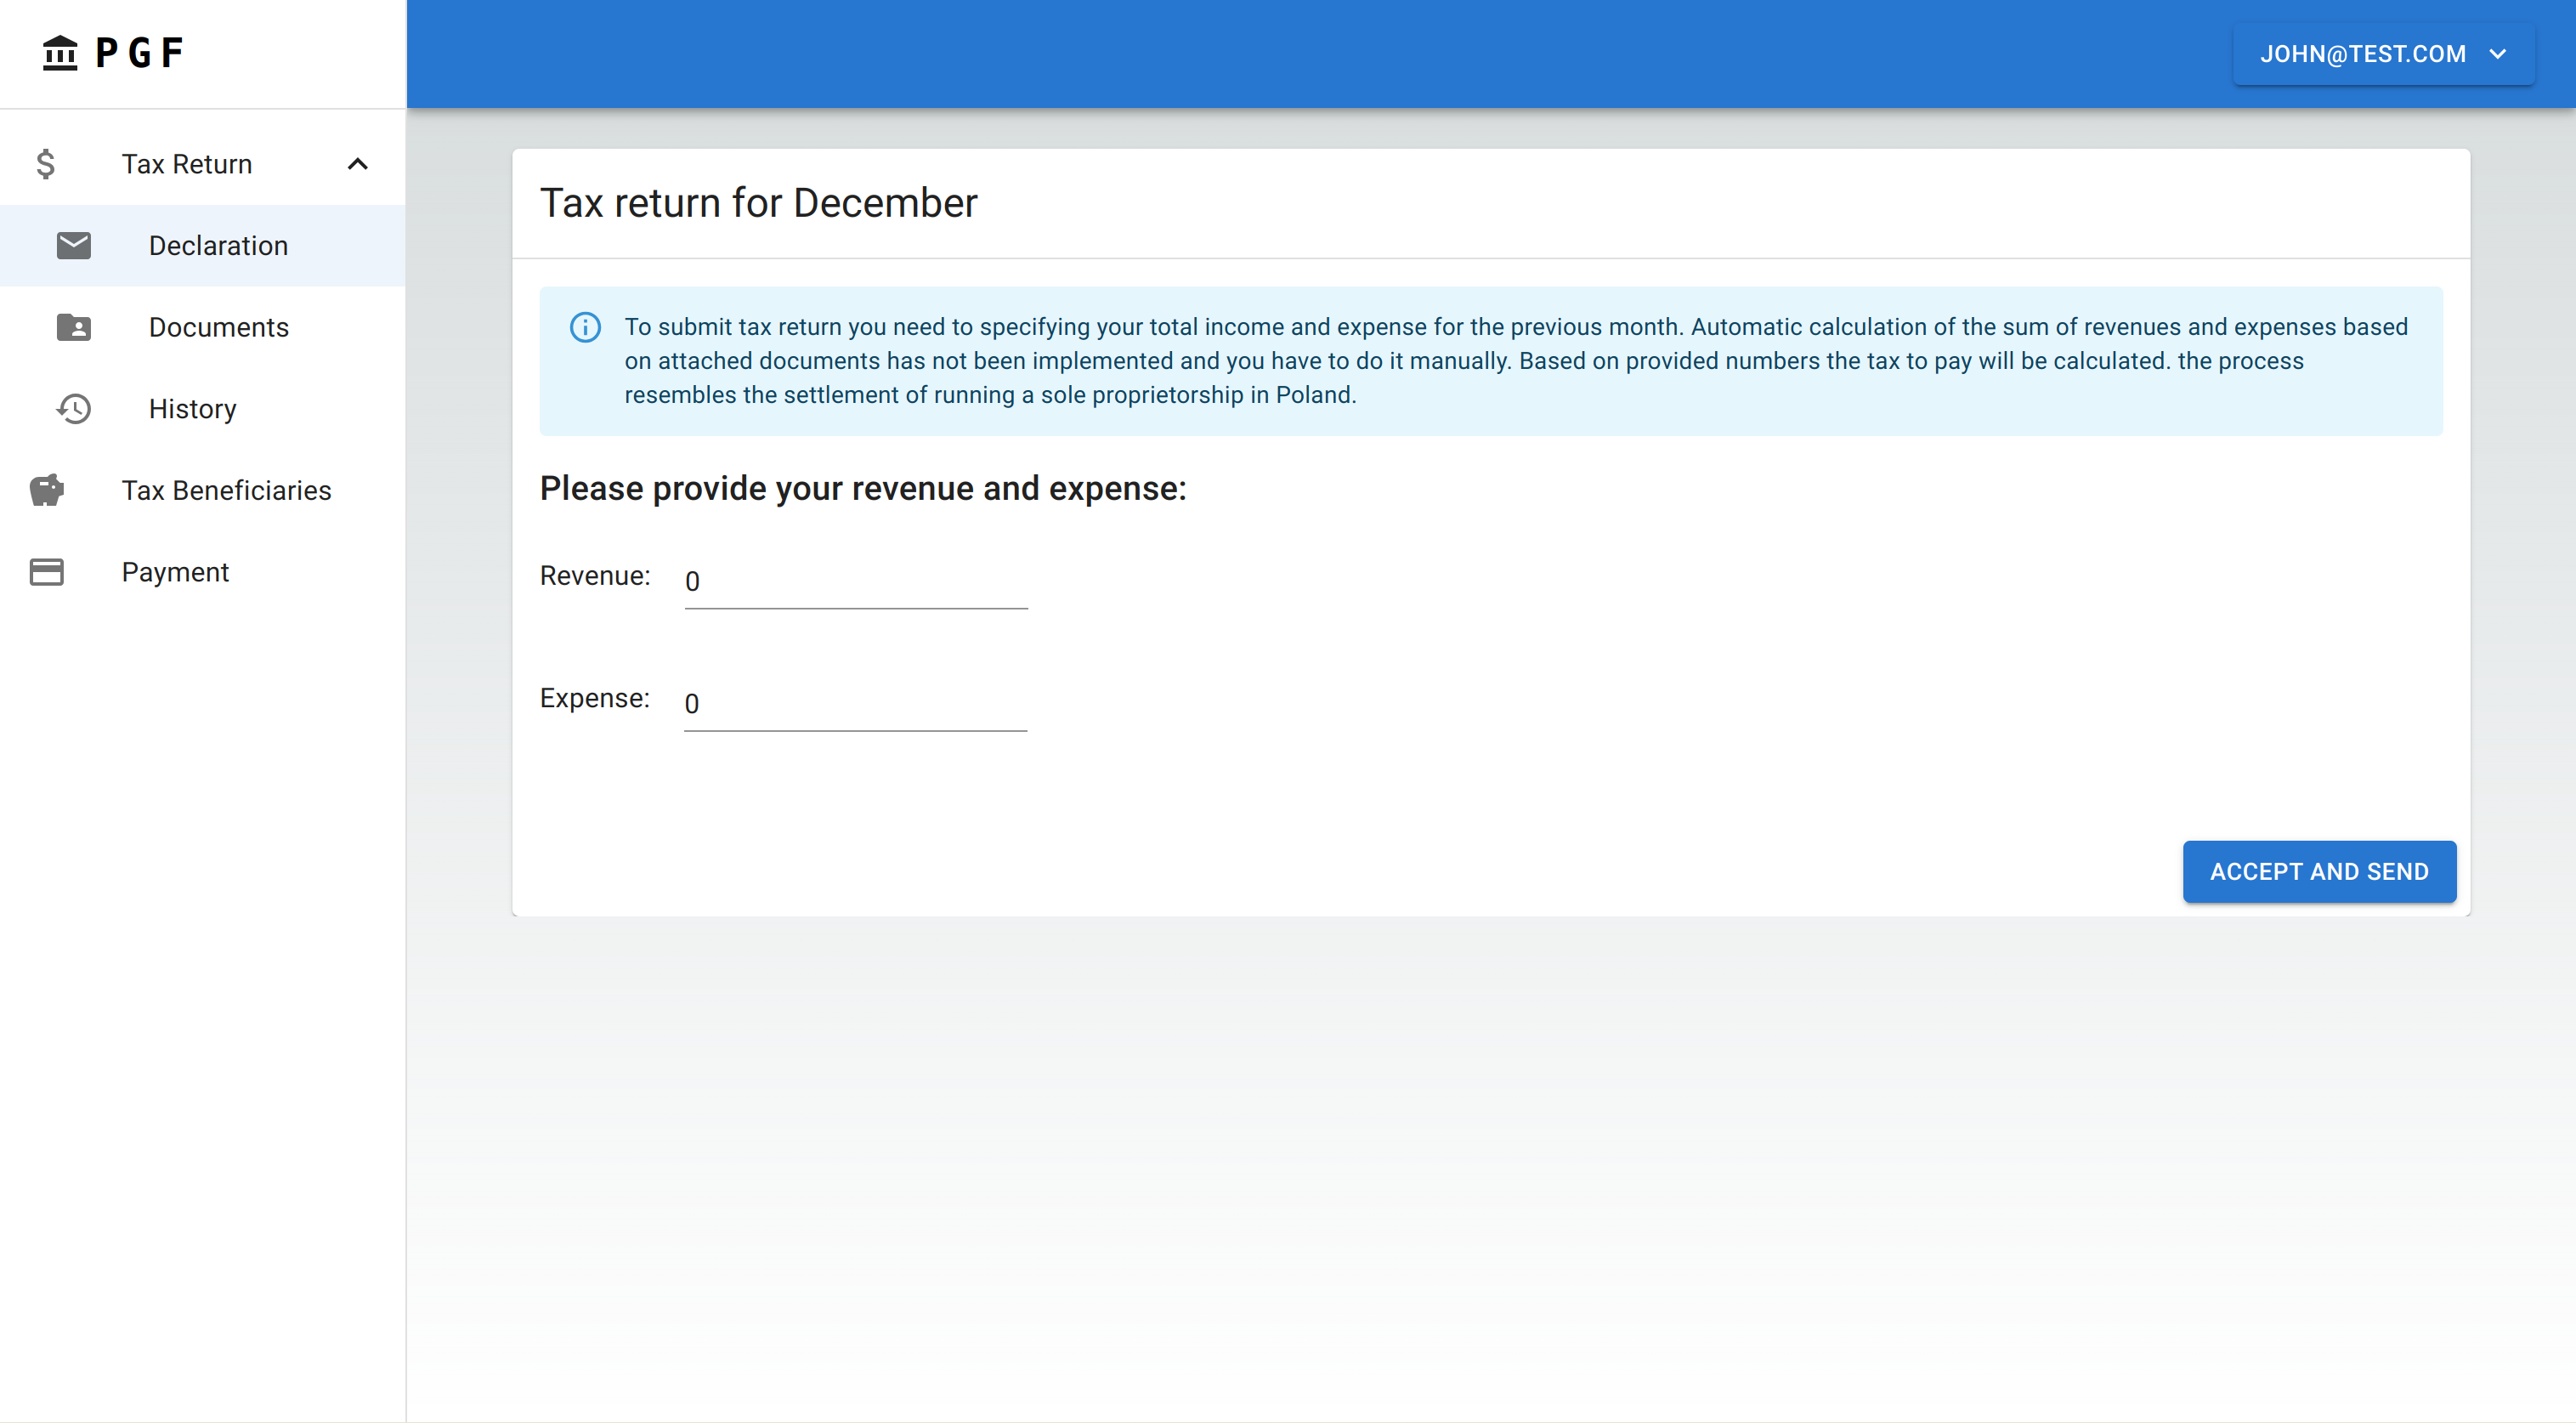 PGF
JOHN@TEST.COM
Tax Return
Declaration
Documents
History
Tax Beneficiaries
Payment
Tax return for December
To submit tax return you need to specifying your total income and expense for the previous month. Automatic calculation of the sum of revenues and expenses based
on attached documents has not been implemented and you have to do it manually. Based on provided numbers the tax to pay will be calculated. the process
resembles the settlement of running a sole proprietorship in Poland.
Please provide your revenue and expense:
Revenue: 0
Expense: 0
ACCEPT AND SEND